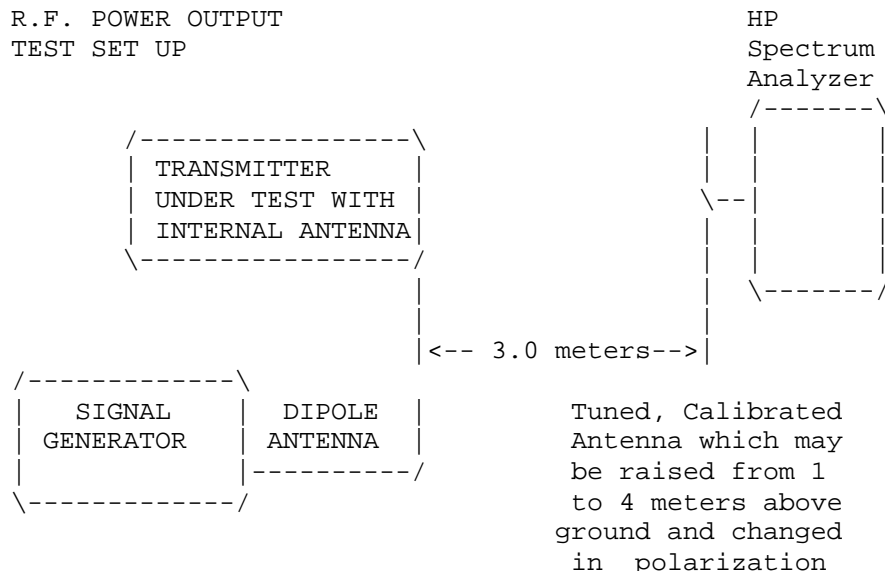 R.F. POWER OUTPUT
TEST SET UP
HP
Spectrum
Analyzer
TRANSMITTER
UNDER TEST WITH
INTERNAL ANTENNA
<-- 3.0 meters-->
SIGNAL
GENERATOR
DIPOLE
ANTENNA
Tuned, Calibrated
Antenna which may
be raised from 1
to 4 meters above
ground and changed
in polarization